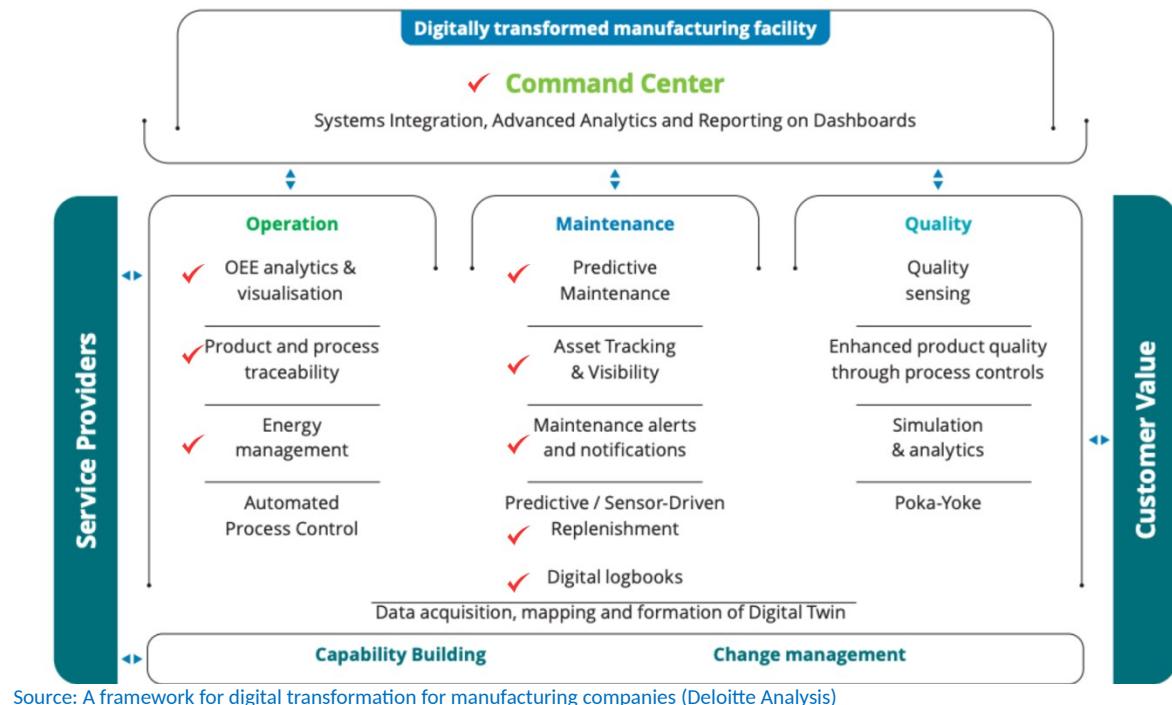 Digitally transformed manufacturing facility
Command Center
Systems Integration, Advanced Analytics and Reporting on Dashboards
Service Providers
Operation
OEE analytics &
visualisation
Product and process
traceability
Energy
management
Automated
Process Control
Maintenance
Predictive
Maintenance
Asset Tracking
& Visibility
Maintenance alerts
and notifications
Predictive / Sensor-Driven
Replenishment
Digital logbooks
Quality
Quality
sensing
Enhanced product quality
through process controls
Simulation
& analytics
Poka-Yoke
Customer Value
Data acquisition, mapping and formation of Digital Twin
Capability Building
Change management
Source: A framework for digital transformation for manufacturing companies (Deloitte Analysis)